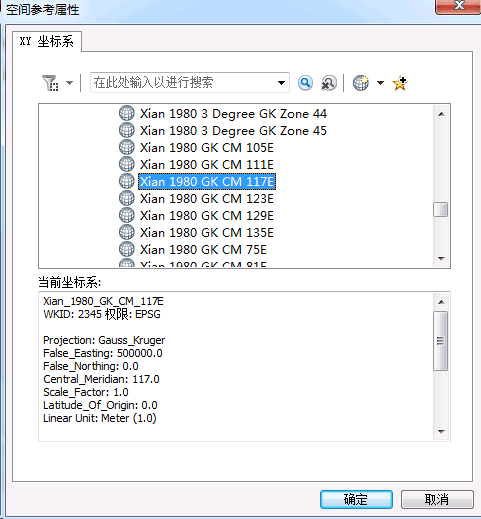 空间参考属性
XY 坐标系
在此处输入以进行搜索
Xian 1980 3 Degree GK Zone 44
Xian 1980 3 Degree GK Zone 45
Xian 1980 GK CM 105E
Xian 1980 GK CM 111E
Xian 1980 GK CM 117E
Xian 1980 GK CM 123E
Xian 1980 GK CM 129E
Xian 1980 GK CM 135E
Xian 1980 GK CM 75E
Xian 1980 GK CM 81E
当前坐标系:
Xian_1980_GK_CM_117E
WKID: 2345 权限: EPSG
Projection: Gauss_Kruger
False_Easting: 500000.0
False_Northing: 0.0
Central_Meridian: 117.0
Scale_Factor: 1.0
Latitude_Of_Origin: 0.0
Linear Unit: Meter (1.0)
确定
取消